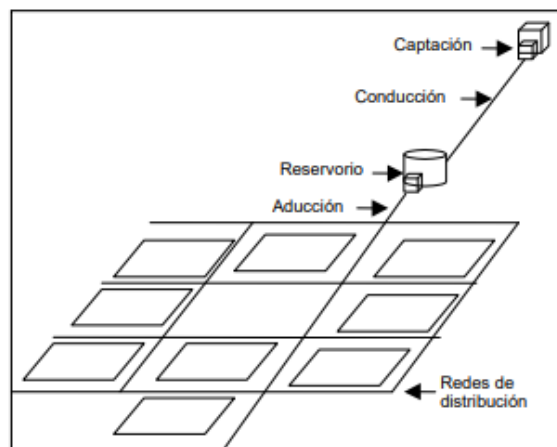 Captación
Conducción
Reservorio
Aducción
Redes de
distribución